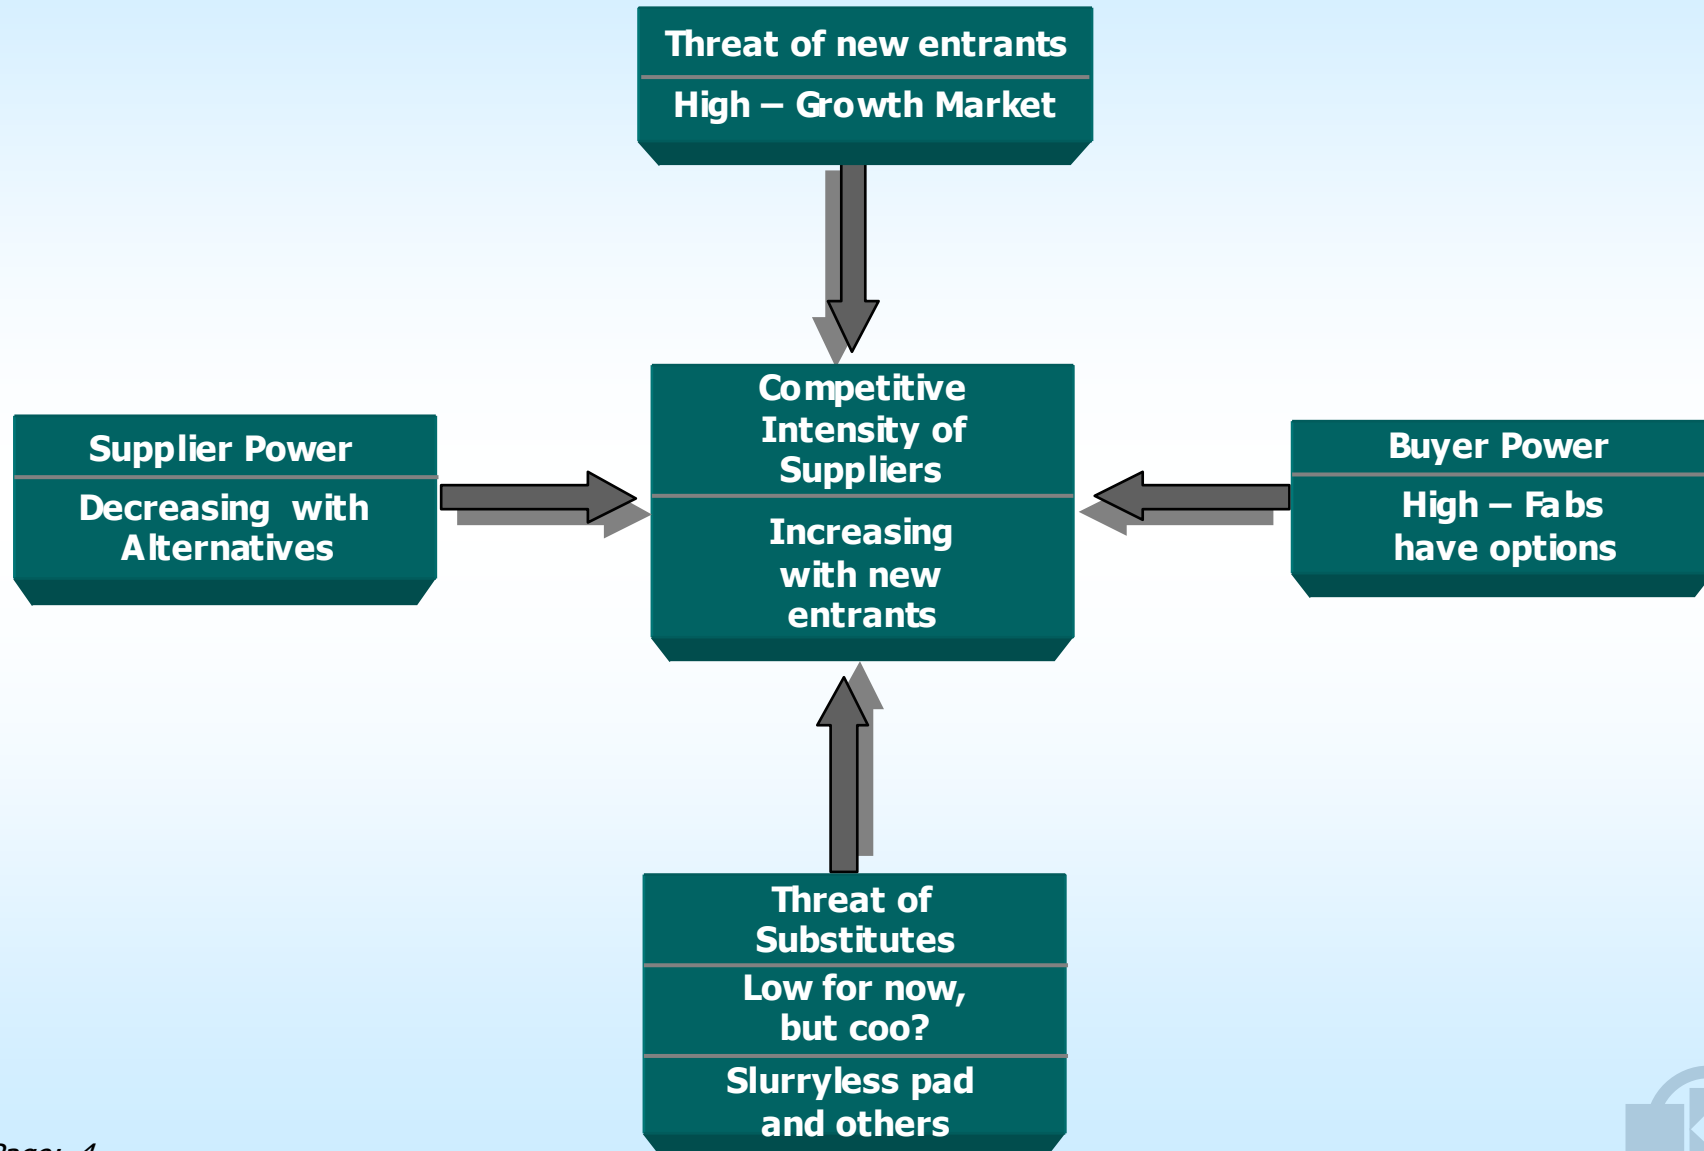 Threat of new entrants
High – Growth Market
Competitive
Intensity of
Suppliers
Increasing
with new
entrants
Supplier Power
Decreasing with
Alternatives
Buyer Power
High – Fabs
have options
Threat of
Substitutes
Low for now,
but coo?
Slurryless pad
and others
Page: 4